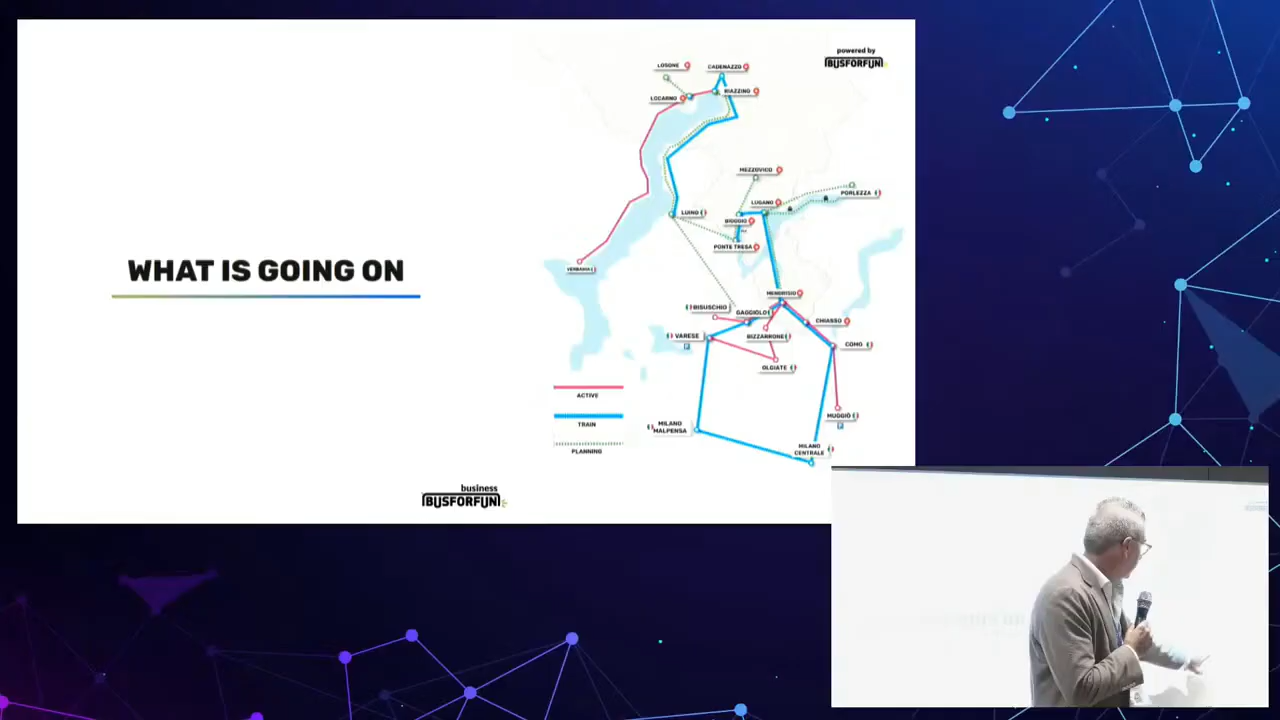 powered by
BUSFORFUN
LOSONE
CADENAZZO
LOCARNO
RIAZZINO
MEZZOVICO
PORLEZZA
LUGANO
LUINO
BIOGGIO
PONTE TRESA
WHAT IS GOING ON
VERBANIA
MENDRISIO
BISUSCHIO
GAGGIOLO
CHIASSO
VARESE
BIZZARRONE
COMO
P
OLGIATE
ACTIVE
MUGGIÒ
TRAIN
P
MILANO
MALPENSA
MILANO
CENTRALE
PLANNING
business
BUSFORFUN